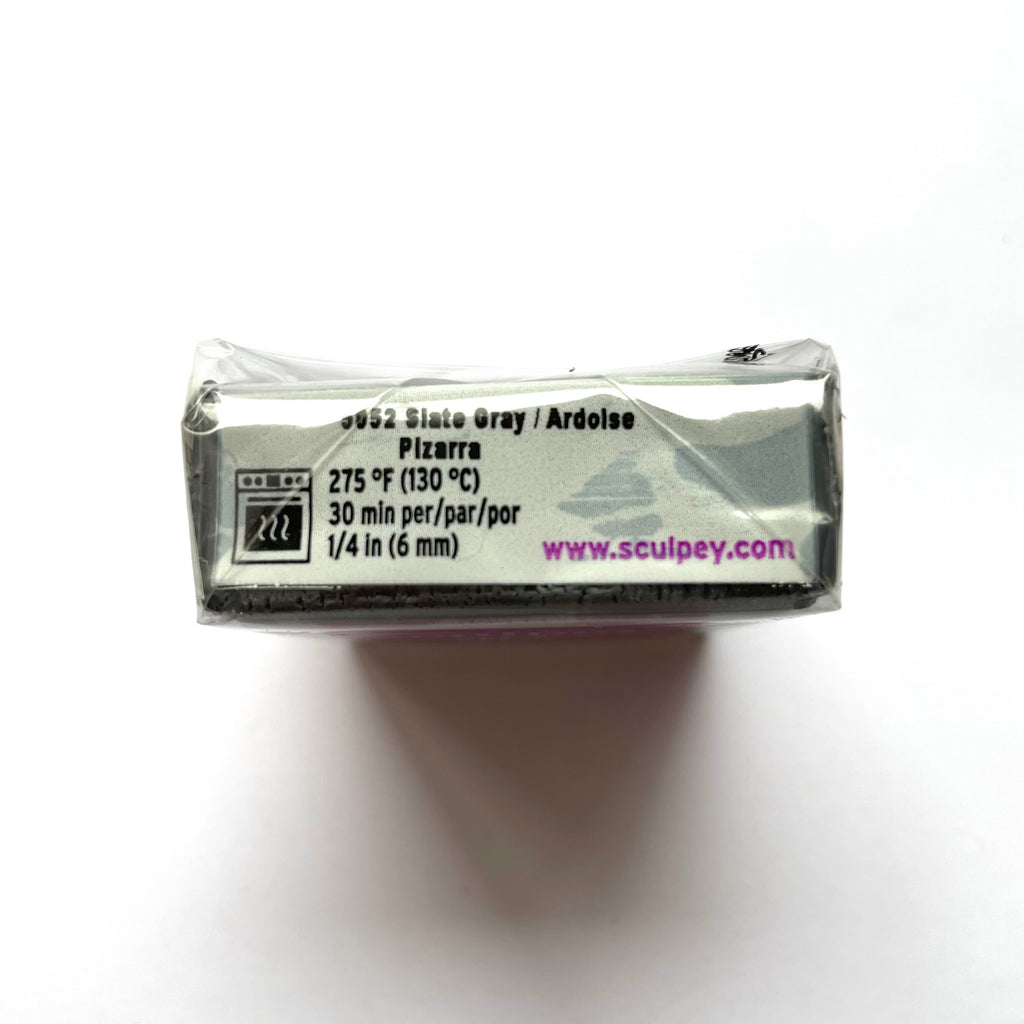 5052 Slate Gray / Ardoise
Pizarra
275 °F (130 °C)
30 min per/par/por
1/4 in (6 mm)
www.sculpey.com